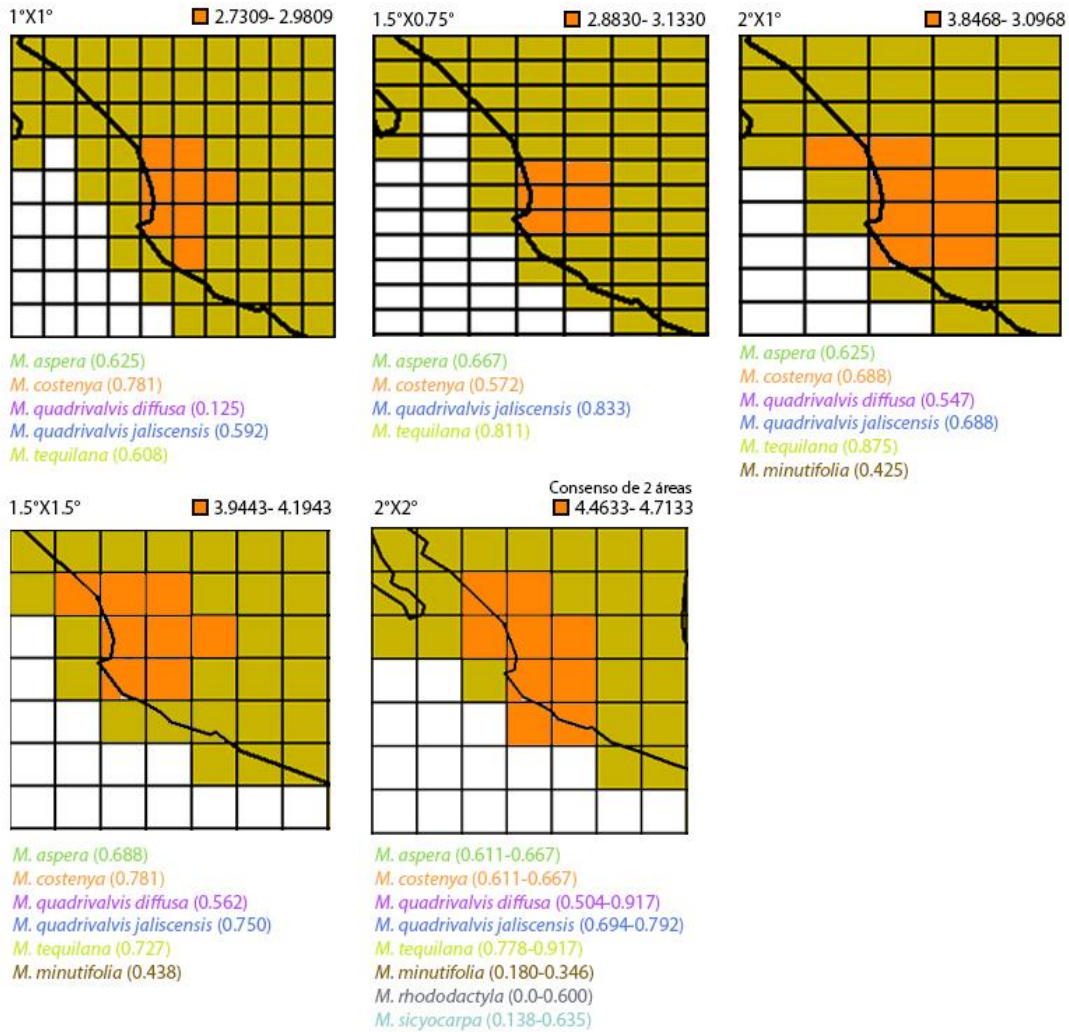 1°X1°
2.7309- 2.9809
M. aspera (0.625)
M. costenya (0.781)
M. quadrivalvis diffusa (0.125)
M. quadrivalvis jaliscensis (0.592)
M. tequilana (0.608)
1.5°X0.75°
2.8830- 3.1330
M. aspera (0.667)
M. costenya (0.572)
M. quadrivalvis jaliscensis (0.833)
M. tequilana (0.811)
2°X1°
3.8468- 3.0968
M. aspera (0.625)
M. costenya (0.688)
M. quadrivalvis diffusa (0.547)
M. quadrivalvis jaliscensis (0.688)
M. tequilana (0.875)
M. minutifolia (0.425)
1.5°X1.5°
3.9443- 4.1943
M. aspera (0.688)
M. costenya (0.781)
M. quadrivalvis diffusa (0.562)
M. quadrivalvis jaliscensis (0.750)
M. tequilana (0.727)
M. minutifolia (0.438)
Consenso de 2 áreas
2°X2°
4.4633- 4.7133
M. aspera (0.611-0.667)
M. costenya (0.611-0.667)
M. quadrivalvis diffusa (0.504-0.917)
M. quadrivalvis jaliscensis (0.694-0.792)
M. tequilana (0.778-0.917)
M. minutifolia (0.180-0.346)
M. rhododactyla (0.0-0.600)
M. sicyocarpa (0.138-0.635)